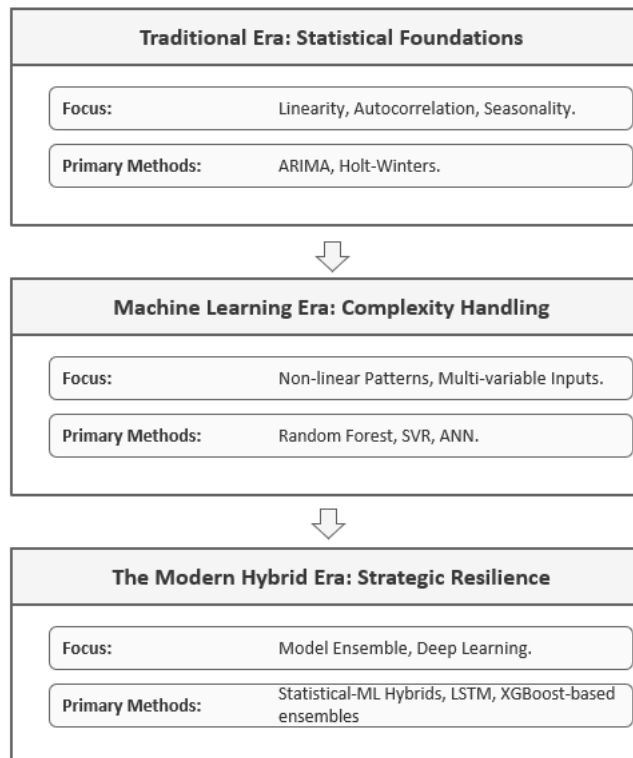 Traditional Era: Statistical Foundations
Focus: Linearity, Autocorrelation, Seasonality.
Primary Methods: ARIMA, Holt-Winters.
Machine Learning Era: Complexity Handling
Focus: Non-linear Patterns, Multi-variable Inputs.
Primary Methods: Random Forest, SVR, ANN.
The Modern Hybrid Era: Strategic Resilience
Focus: Model Ensemble, Deep Learning.
Primary Methods: Statistical-ML Hybrids, LSTM, XGBoost-based
ensembles